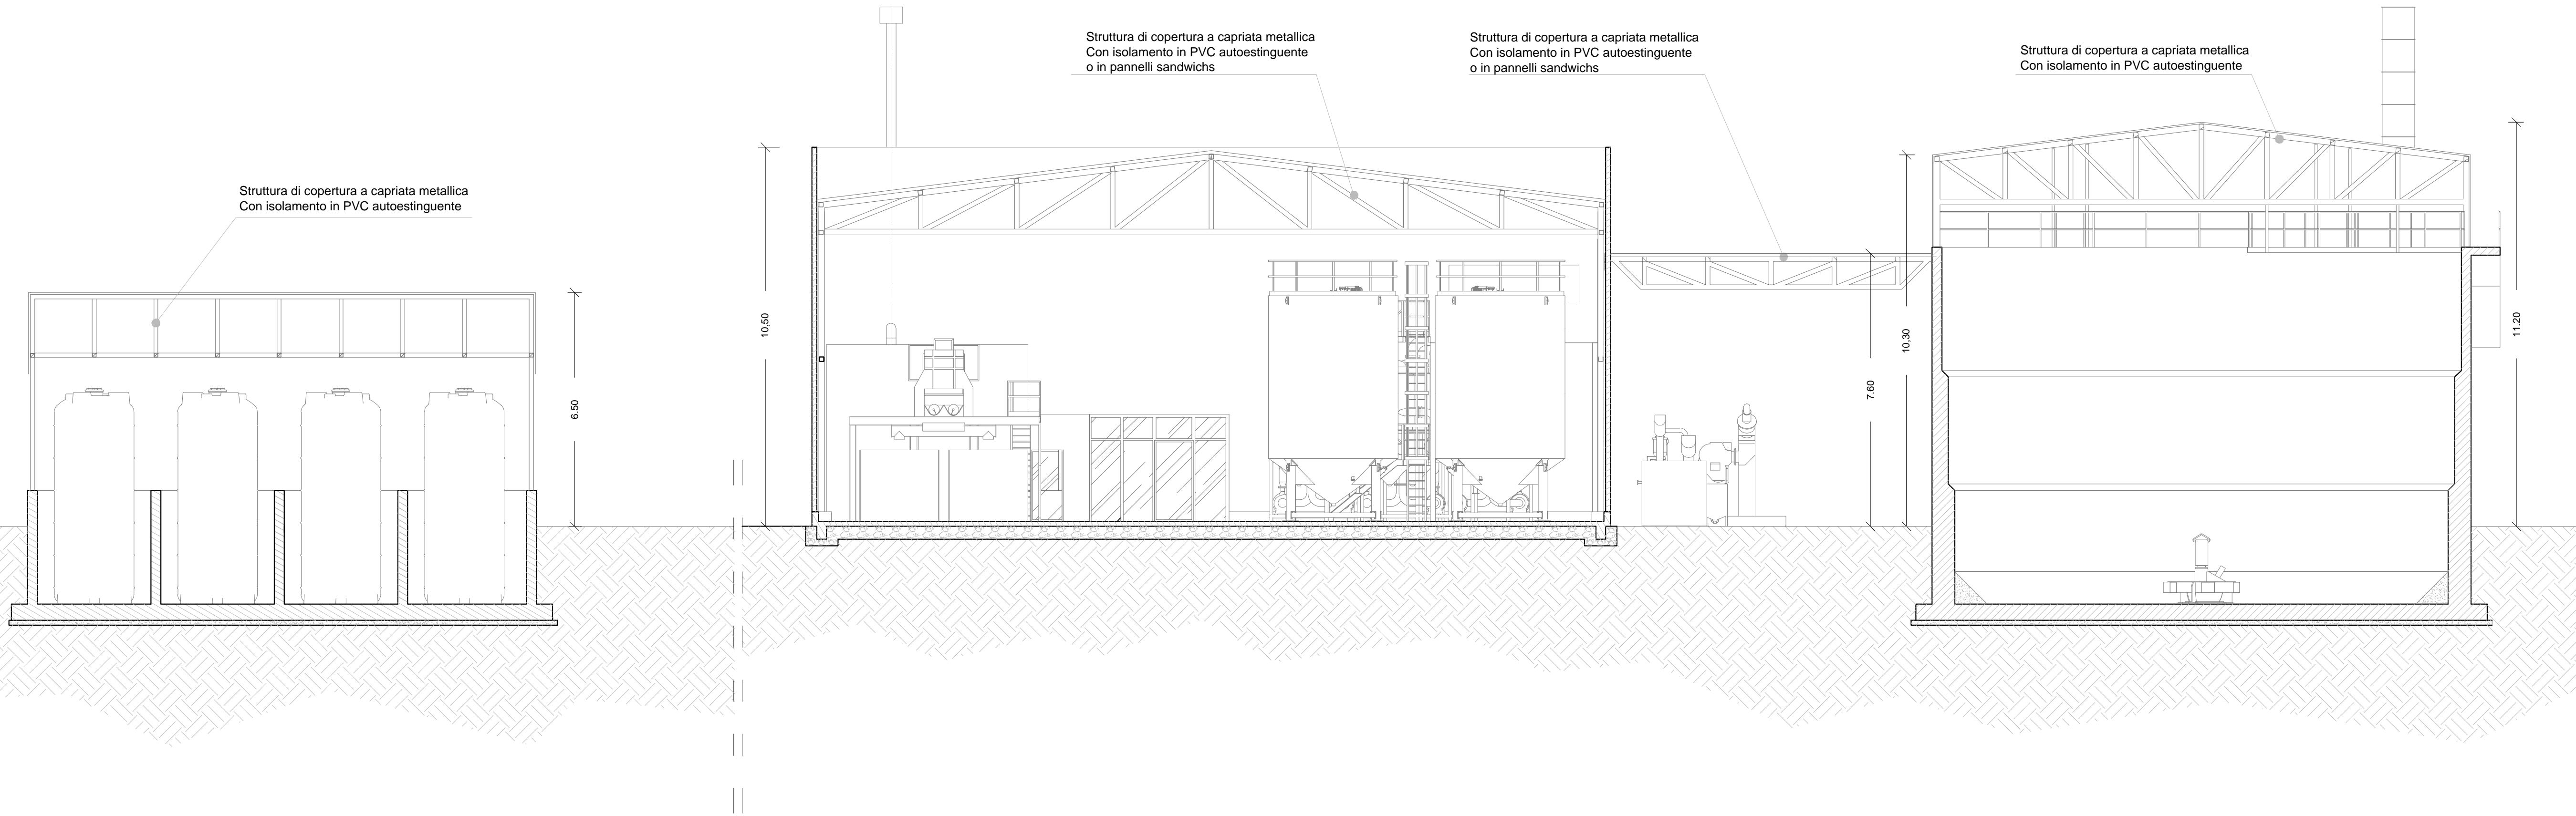 Struttura di copertura a capriata metallica
Con isolamento in PVC autoestinguente
6.50
10,50
Struttura di copertura a capriata metallica
Con isolamento in PVC autoestinguente
o in pannelli sandwichs
Struttura di copertura a capriata metallica
Con isolamento in PVC autoestinguente
o in pannelli sandwichs
7.60
10,30
Struttura di copertura a capriata metallica
Con isolamento in PVC autoestinguente
11.20